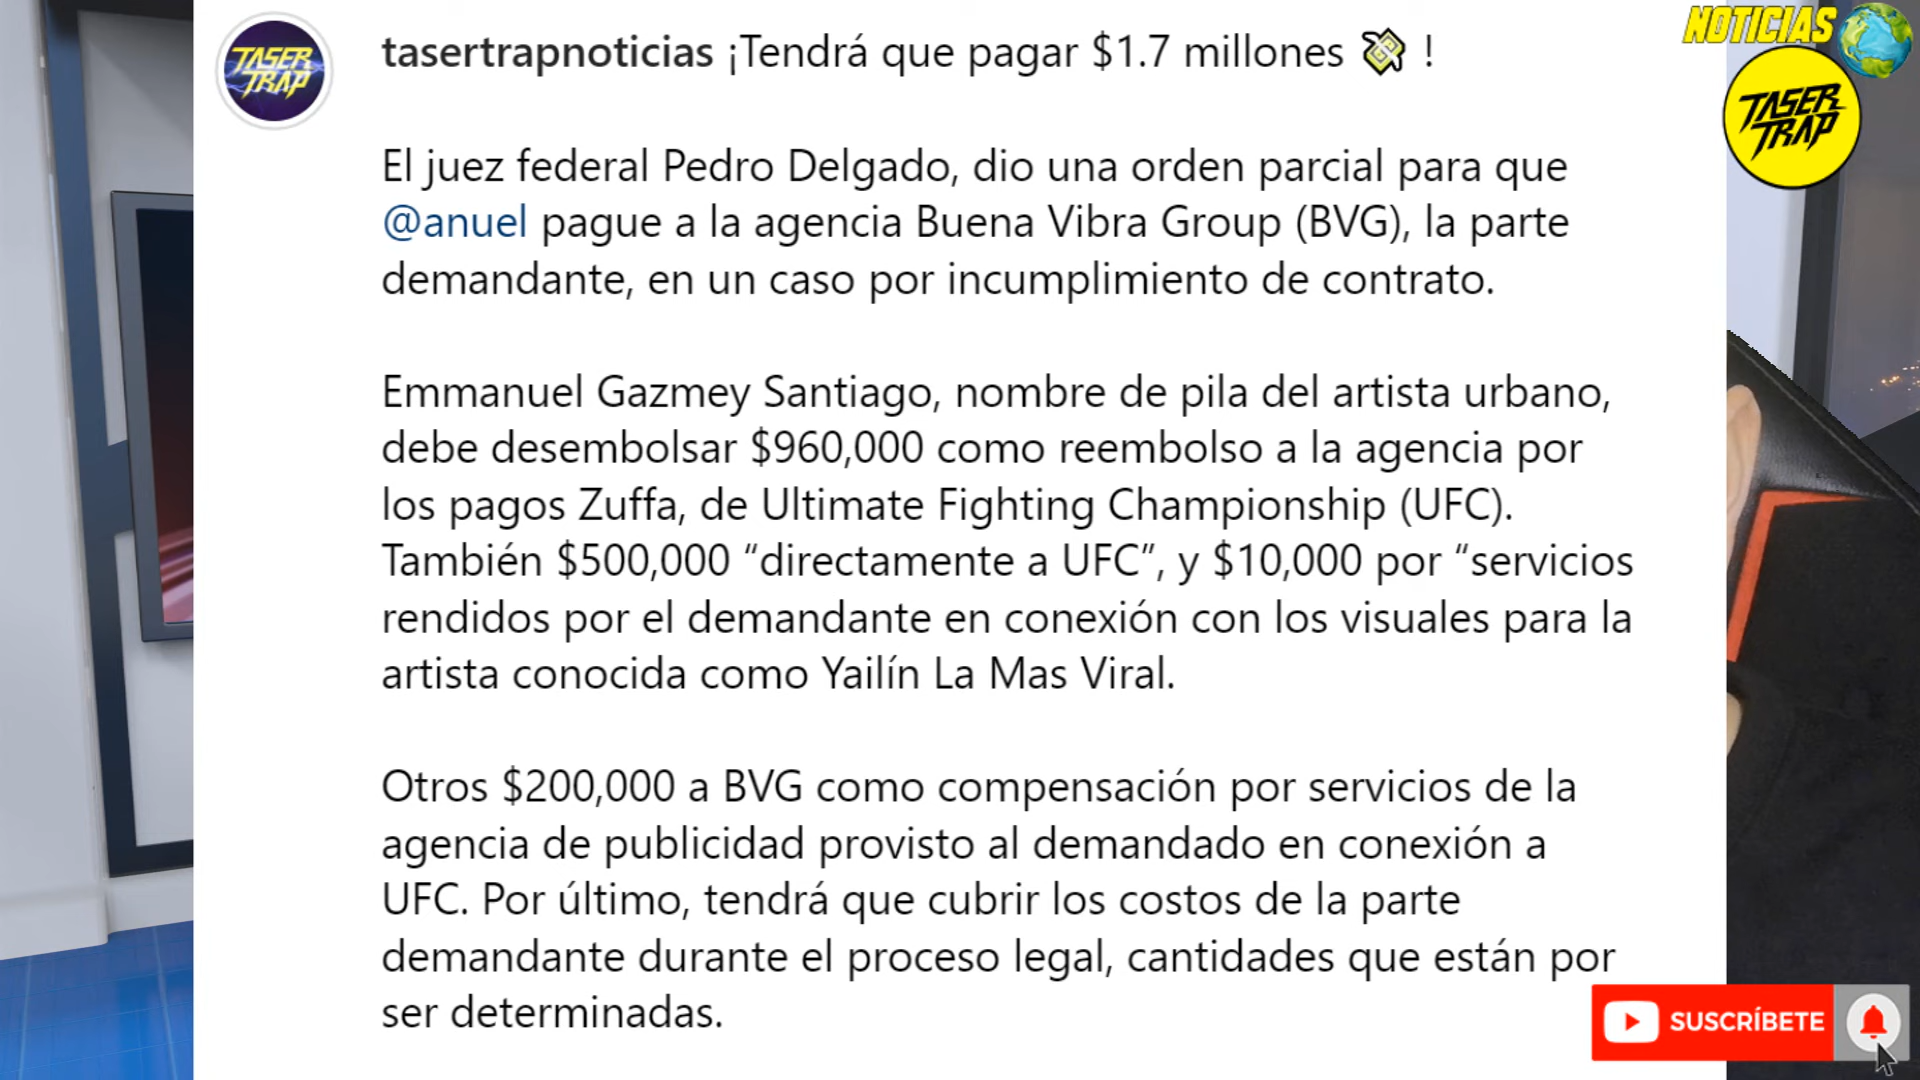 tasertrapnoticias ¡Tendrá que pagar $1.7 millones 💸 !
El juez federal Pedro Delgado, dio una orden parcial para que
@anuel pague a la agencia Buena Vibra Group (BVG), la parte
demandante, en un caso por incumplimiento de contrato.
Emmanuel Gazmey Santiago, nombre de pila del artista urbano,
debe desembolsar $960,000 como reembolso a la agencia por
los pagos Zuffa, de Ultimate Fighting Championship (UFC).
También $500,000 “directamente a UFC”, y $10,000 por “servicios
rendidos por el demandante en conexión con los visuales para la
artista conocida como Yailín La Mas Viral.
Otros $200,000 a BVG como compensación por servicios de la
agencia de publicidad provisto al demandado en conexión a
UFC. Por último, tendrá que cubrir los costos de la parte
demandante durante el proceso legal, cantidades que están por
ser determinadas.
TASER
TRAP
NOTICIAS
TASER
TRAP
SUSCRÍBETE